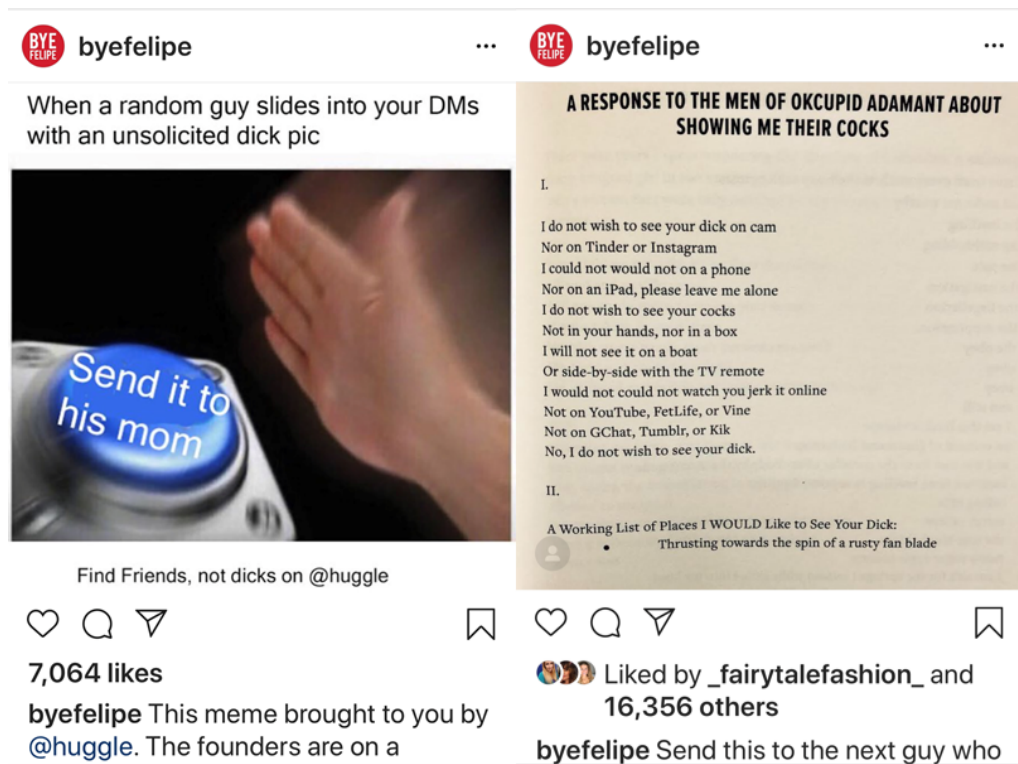 BYE
FELIPE
byefelipe
When a random guy slides into your DMs
with an unsolicited dick pic
Send it to
his mom
Find Friends, not dicks on @huggle
7,064 likes
byefelipe This meme brought to you by
@huggle. The founders are on a
BYE
FELIPE
byefelipe
A RESPONSE TO THE MEN OF OKCUPID ADAMANT ABOUT
SHOWING ME THEIR COCKS
I.
I do not wish to see your dick on cam
Nor on Tinder or Instagram
I could not would not on a phone
Nor on an iPad, please leave me alone
I do not wish to see your cocks
Not in your hands, nor in a box
I will not see it on a boat
Or side-by-side with the TV remote
I would not could not watch you jerk it online
Not on YouTube, FetLife, or Vine
Not on GChat, Tumblr, or Kik
No, I do not wish to see your dick.
II.
A Working List of Places I WOULD Like to See Your Dick:
• Thrusting towards the spin of a rusty fan blade
Liked by _fairytalefashion_ and
16,356 others
byefelipe Send this to the next guy who